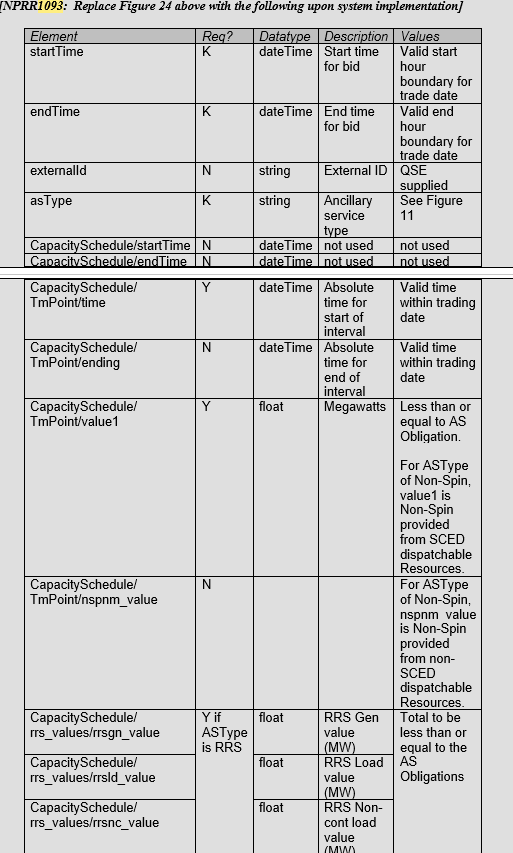 [NPRR1093: Replace Figure 24 above with the following upon system implementation]
Element Req? Datatype Description Values
startTime K dateTime Start time for bid Valid start hour boundary for trade date
endTime K dateTime End time for bid Valid end hour boundary for trade date
externalId N string External ID QSE supplied
asType K string Ancillary service type See Figure 11
CapacitySchedule/startTime N dateTime not used not used
CapacitySchedule/endTime N dateTime not used not used
CapacitySchedule/ TmPoint/time Y dateTime Absolute time for start of interval Valid time within trading date
CapacitySchedule/ TmPoint/ending N dateTime Absolute time for end of interval Valid time within trading date
CapacitySchedule/ TmPoint/value1 Y float Megawatts Less than or equal to AS Obligation.
For ASType of Non-Spin, value1 is Non-Spin provided from SCED dispatchable Resources.
CapacitySchedule/ TmPoint/nspnm_value N For ASType of Non-Spin, nspnm_value is Non-Spin provided from non-SCED dispatchable Resources.
CapacitySchedule/ rrs_values/rrsgn_value Y if ASType is RRS float RRS Gen value (MW) Total to be less than or equal to the AS Obligations
CapacitySchedule/ rrs_values/rrsld_value float RRS Load value (MW)
CapacitySchedule/ rrs_values/rrsnc_value float RRS Non-cont load value (MW)